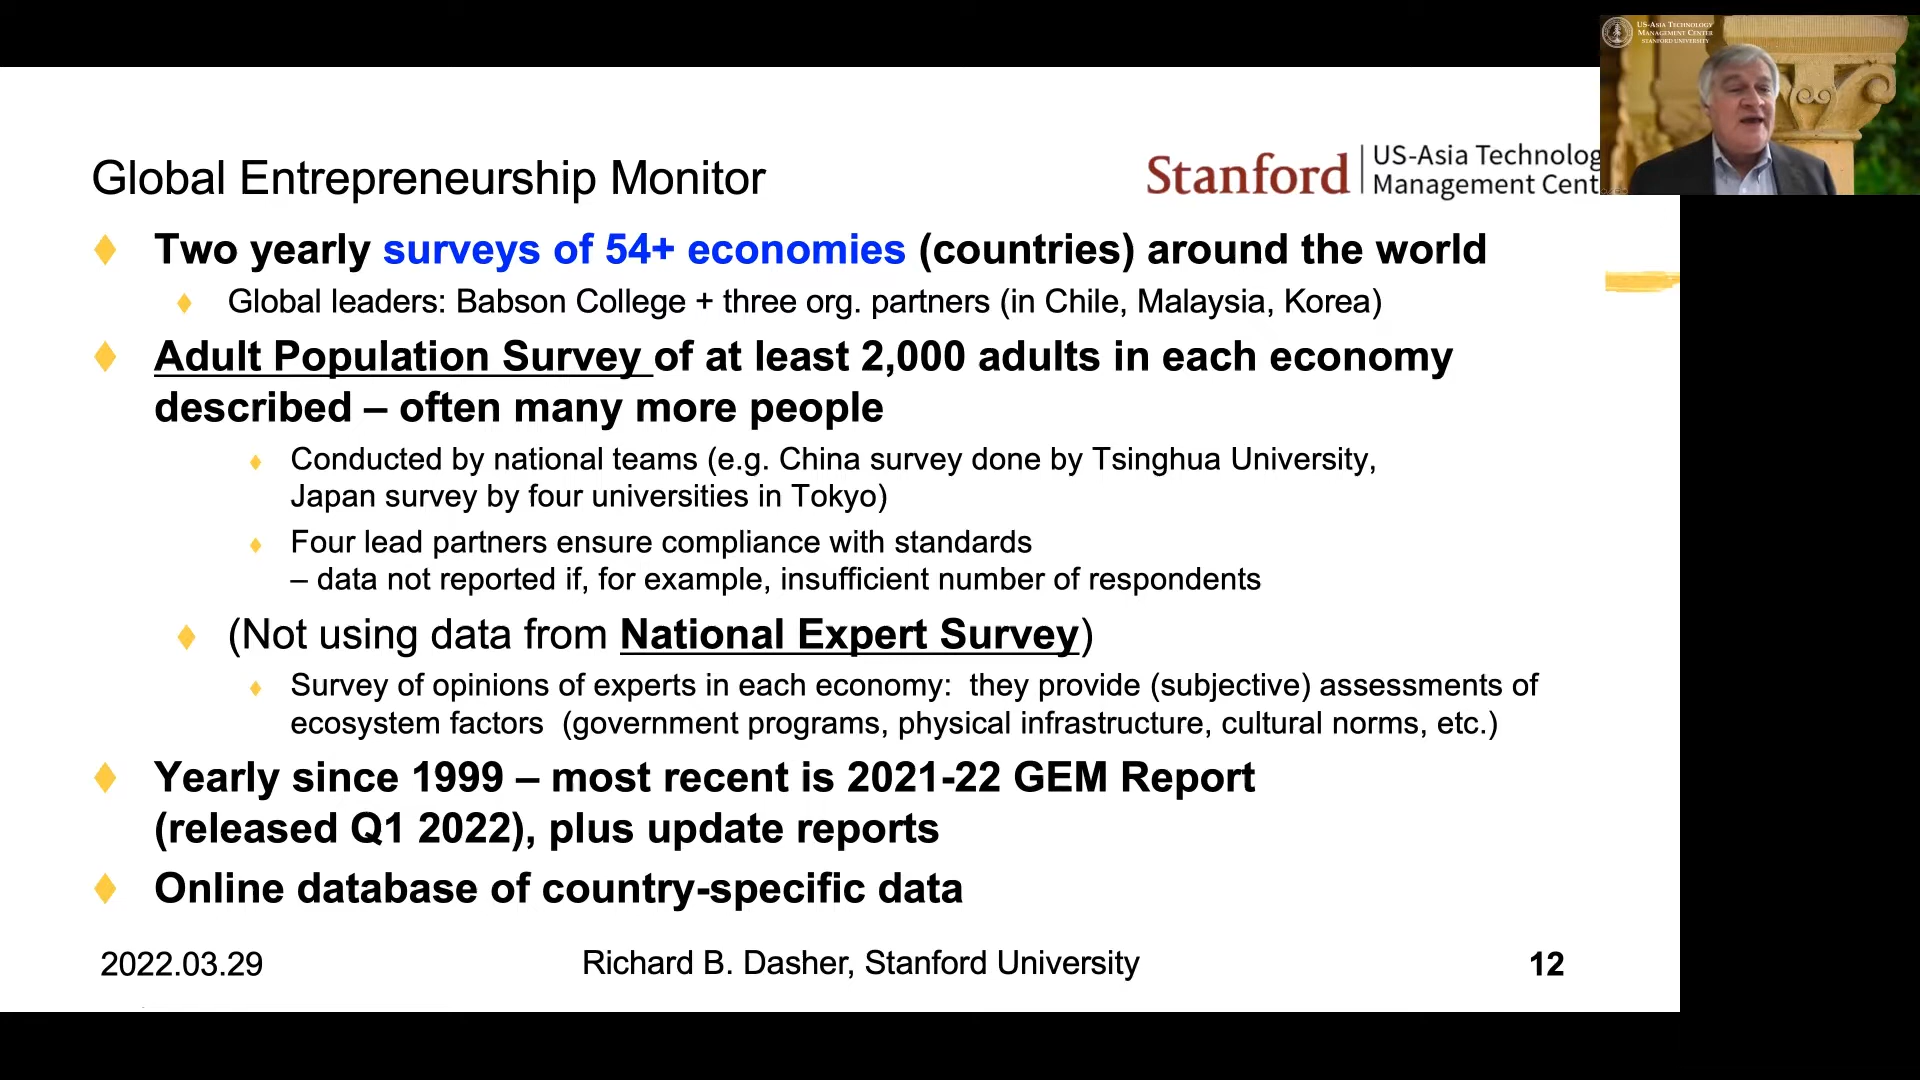 US-ASIA TECHNOLOGY
MANAGEMENT CENTER
STANFORD UNIVERSITY
Global Entrepreneurship Monitor
Stanford
US-Asia Technolog
Management Cent
Two yearly surveys of 54+ economies (countries) around the world
Global leaders: Babson College + three org. partners (in Chile, Malaysia, Korea)
Adult Population Survey of at least 2,000 adults in each economy
described – often many more people
Conducted by national teams (e.g. China survey done by Tsinghua University,
Japan survey by four universities in Tokyo)
Four lead partners ensure compliance with standards
– data not reported if, for example, insufficient number of respondents
(Not using data from National Expert Survey)
Survey of opinions of experts in each economy:  they provide (subjective) assessments of
ecosystem factors  (government programs, physical infrastructure, cultural norms, etc.)
Yearly since 1999 – most recent is 2021-22 GEM Report
(released Q1 2022), plus update reports
Online database of country-specific data
2022.03.29
Richard B. Dasher, Stanford University
12